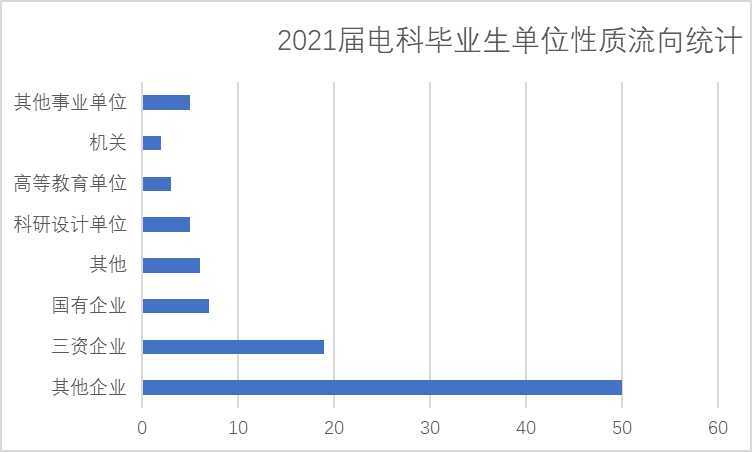 2021届电科毕业生单位性质流向统计
其他事业单位
机关
高等教育单位
科研设计单位
其他
国有企业
三资企业
其他企业
0 10 20 30 40 50 60